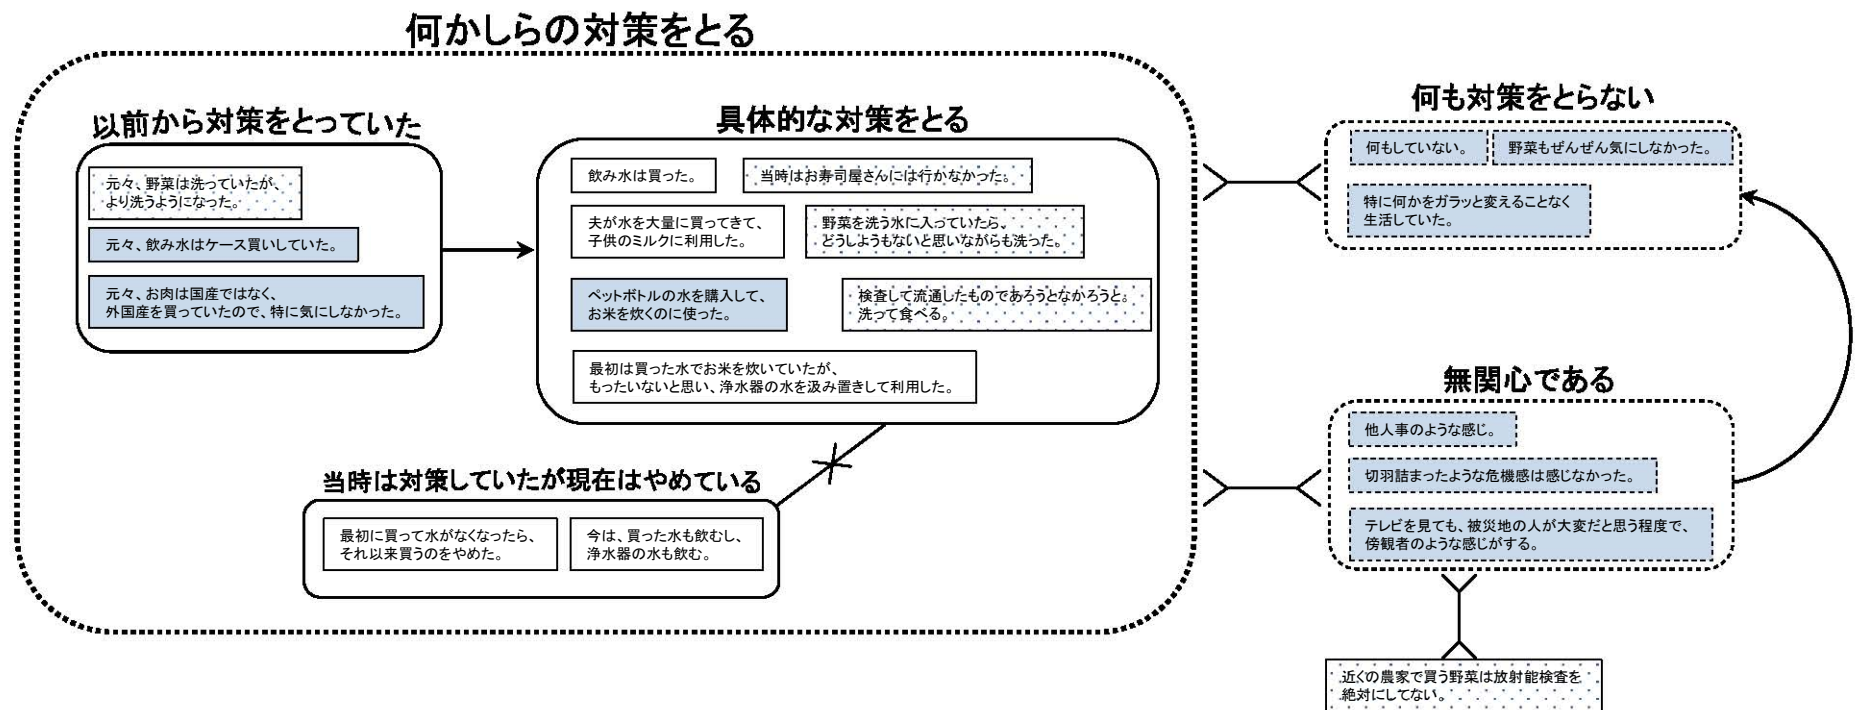 何かしらの対策をとる
以前から対策をとっていた
元々、野菜は洗っていたが、
より洗うようになった。
元々、飲み水はケース買いしていた。
元々、お肉は国産ではなく、
外国産を買っていたので、特に気にしなかった。
具体的な対策をとる
飲み水は買った。
当時はお寿司屋さんには行かなかった。
夫が水を大量に買ってきて、
子供のミルクに利用した。
野菜を洗う水に入っていたら、
どうしようもないと思いながらも洗った。
ペットボトルの水を購入して、
お米を炊くのに使った。
検査して流通したものであろうとなかろうと。
洗って食べる。
最初は買った水でお米を炊いていたが、
もったいないと思い、浄水器の水を汲み置きして利用した。
当時は対策していたが現在はやめている
最初に買って水がなくなったら、
それ以来買うのをやめた。
今は、買った水も飲むし、
浄水器の水も飲む。
何も対策をとらない
何もしていない。
野菜もぜんぜん気にしなかった。
特に何かをガラッと変えることなく
生活していた。
無関心である
他人事のような感じ。
切羽詰まったような危機感は感じなかった。
テレビを見ても、被災地の人が大変だと思う程度で、
傍観者のような感じがする。
近くの農家で買う野菜は放射能検査を
絶対にしてない。